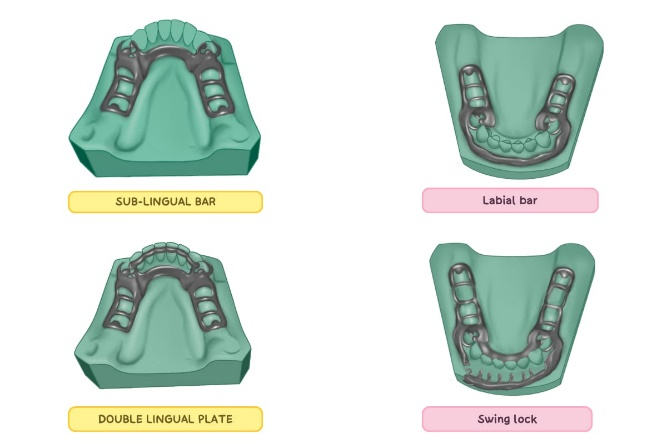 SUB-LINGUAL BAR
Labial bar
DOUBLE LINGUAL PLATE
Swing lock